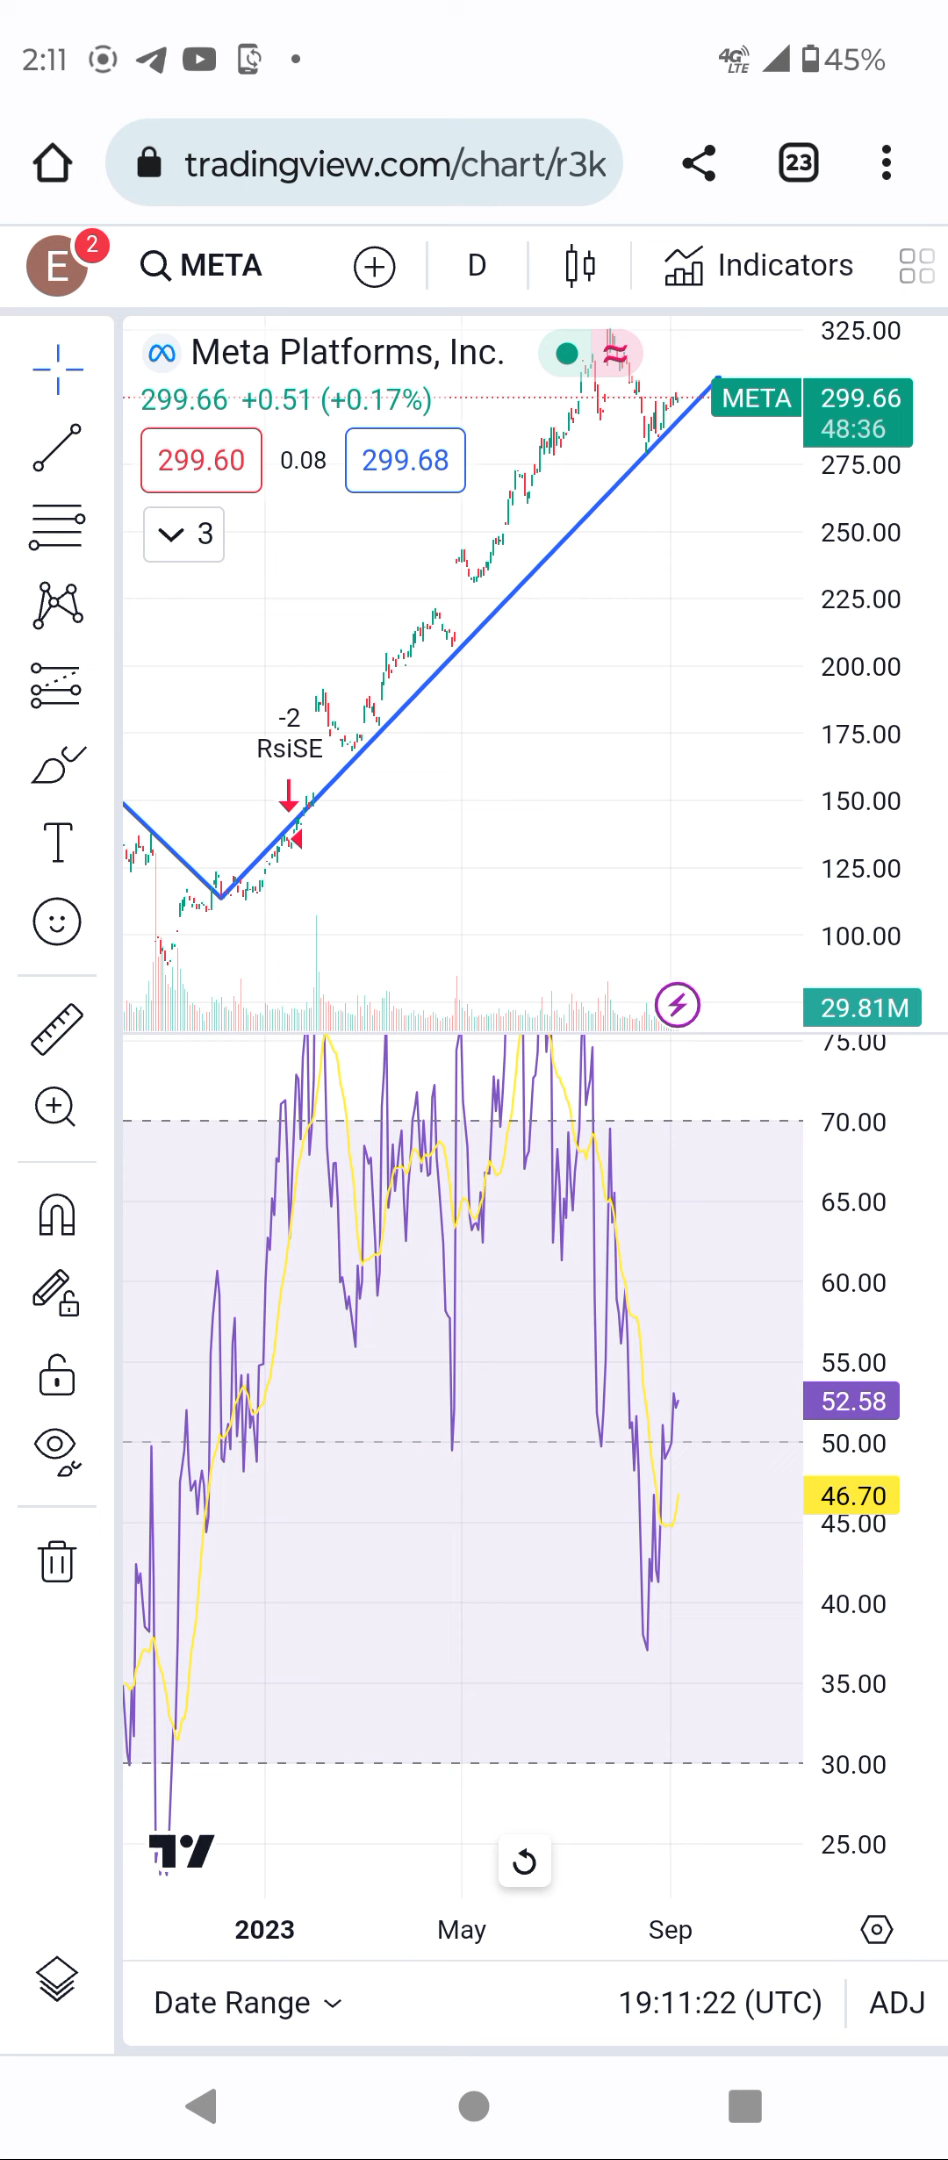 2:11
4G LTE 45%
tradingview.com/chart/r3k
23
E 2 META D Indicators
Meta Platforms, Inc.
299.66 +0.51 (+0.17%)
299.60 0.08 299.68
3
325.00
META 299.66
48:36
275.00
250.00
225.00
200.00
175.00
150.00
125.00
100.00
-2
RsiSE
29.81M
75.00
70.00
65.00
60.00
55.00
52.58
50.00
46.70
45.00
40.00
35.00
30.00
25.00
2023 May Sep
Date Range 19:11:22 (UTC) ADJ